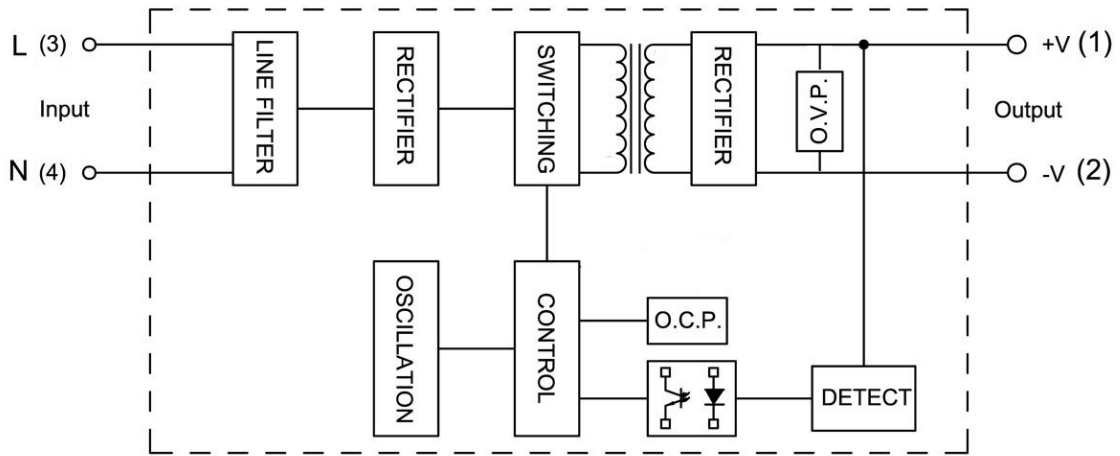 L (3)
Input
N (4)
LINE FILTER
RECTIFIER
SWITCHING
RECTIFIER
O.V.P.
+V (1)
Output
-V (2)
OSCILLATION
CONTROL
O.C.P.
DETECT